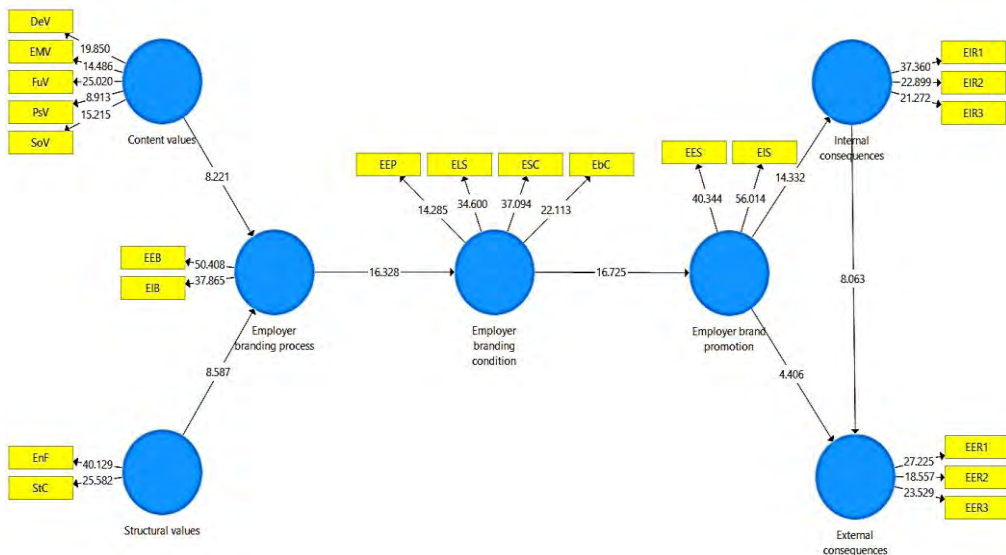 DeV
EMV
FuV
PsV
SoV
19.850
14.486
25.020
8.913
15.215
Content values
8.221
EEB
EIB
50.408
37.865
Employer
branding process
8.587
EnF
StC
40.129
25.582
Structural values
16.328
EEP
ELS
ESC
EbC
14.285
34.600
37.094
22.113
Employer
branding
condition
16.725
EES
EIS
40.344
56.014
Employer brand
promotion
14.332
4.406
Internal
consequences
37.360
22.899
21.272
EIR1
EIR2
EIR3
8.063
External
consequences
27.225
18.557
23.529
EER1
EER2
EER3